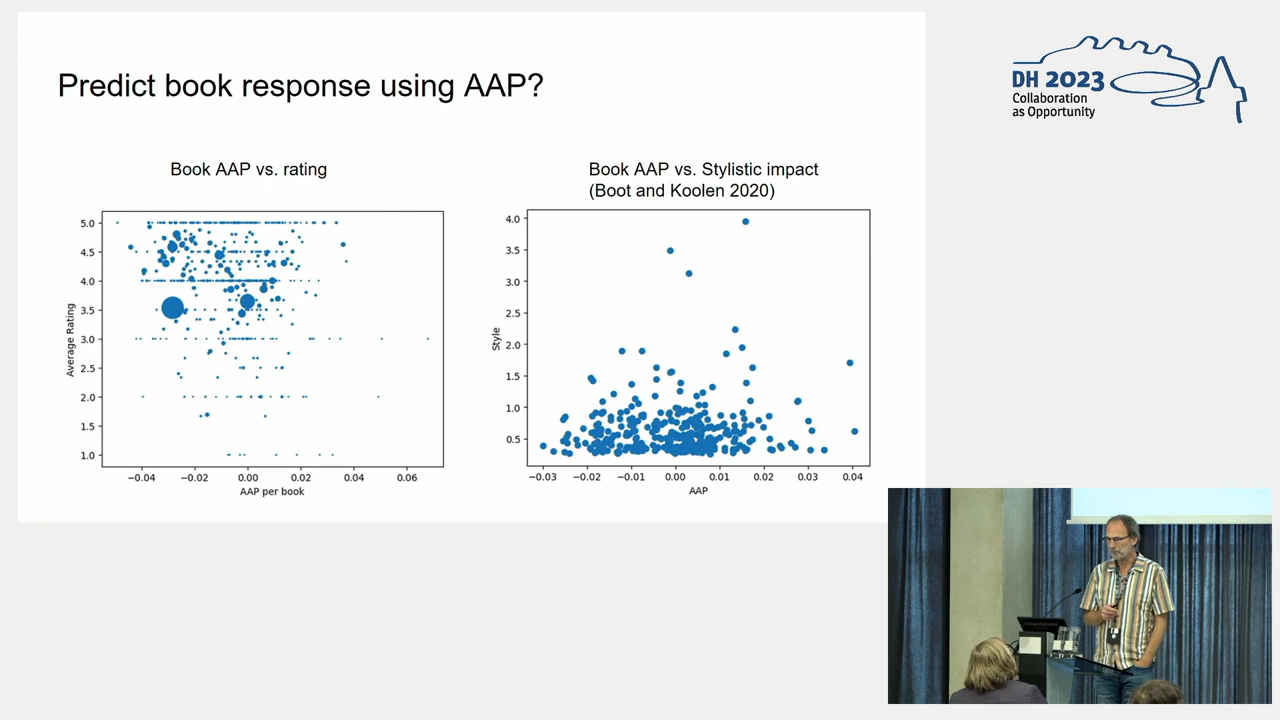 Predict book response using AAP?
Book AAP vs. rating
5.0
4.5
4.0
3.5
3.0
2.5
2.0
1.5
1.0
Average Rating
−0.04
−0.02
0.00
0.02
0.04
0.06
AAP per book
Book AAP vs. Stylistic impact
(Boot and Koolen 2020)
4.0
3.5
3.0
2.5
2.0
1.5
1.0
0.5
Style
−0.03
−0.02
−0.01
0.00
0.01
0.02
0.03
0.04
AAP
DH 2023
Collaboration
as Opportunity